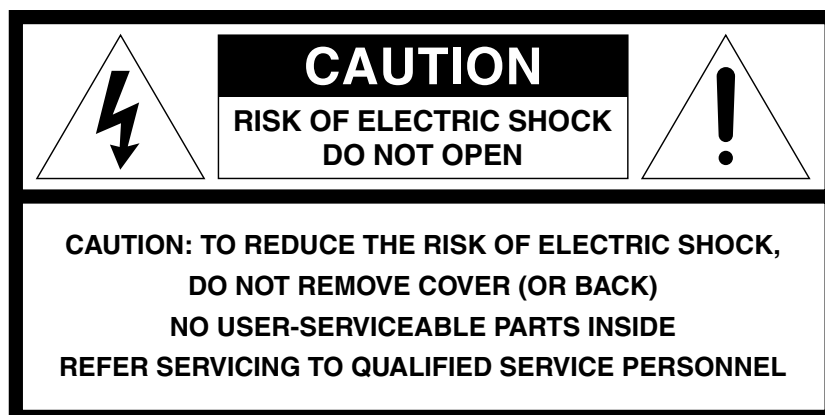 CAUTION
RISK OF ELECTRIC SHOCK
DO NOT OPEN
CAUTION: TO REDUCE THE RISK OF ELECTRIC SHOCK,
DO NOT REMOVE COVER (OR BACK)
NO USER-SERVICEABLE PARTS INSIDE
REFER SERVICING TO QUALIFIED SERVICE PERSONNEL